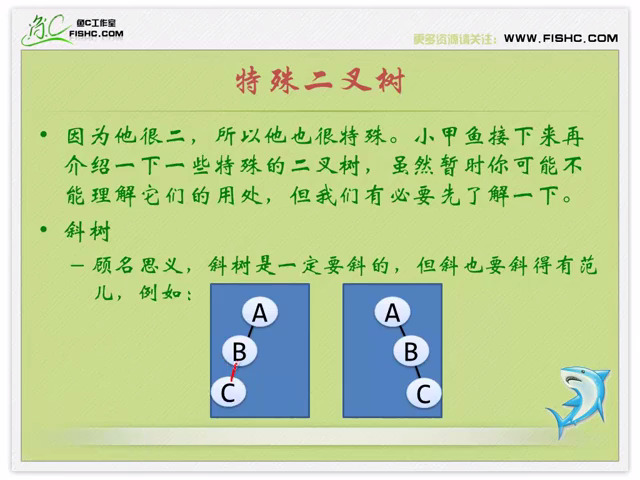 鱼C工作室
FISHC.COM
更多资源请关注：WWW.FISHC.COM
特殊二叉树
• 因为他很二，所以他也很特殊。小甲鱼接下来再
介绍一下一些特殊的二叉树，虽然暂时你可能不
能理解它们的用处，但我们有必要先了解一下。
• 斜树
– 顾名思义，斜树是一定要斜的，但斜也要斜得有范
儿，例如：
A
B
C
A
B
C